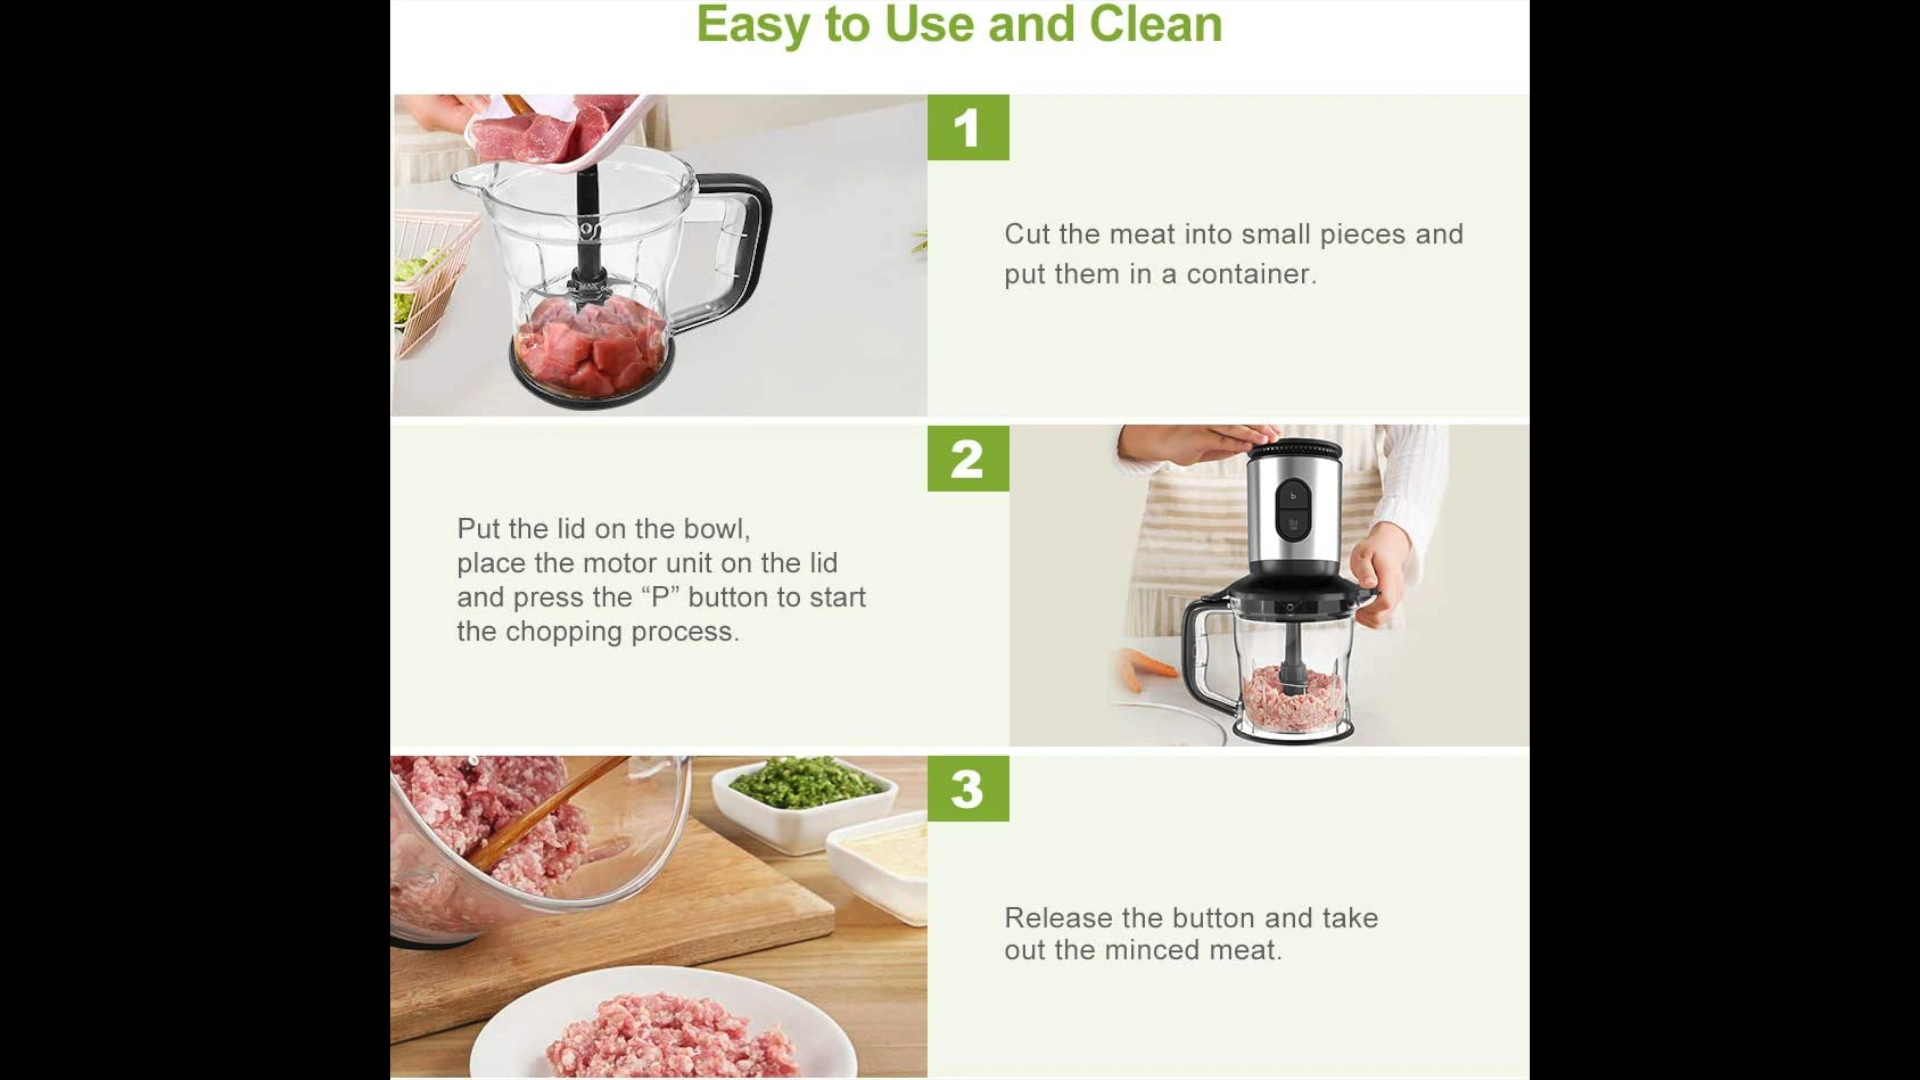 Easy to Use and Clean
1
Cut the meat into small pieces and
put them in a container.
2
Put the lid on the bowl,
place the motor unit on the lid
and press the “P” button to start
the chopping process.
3
Release the button and take
out the minced meat.
MAX